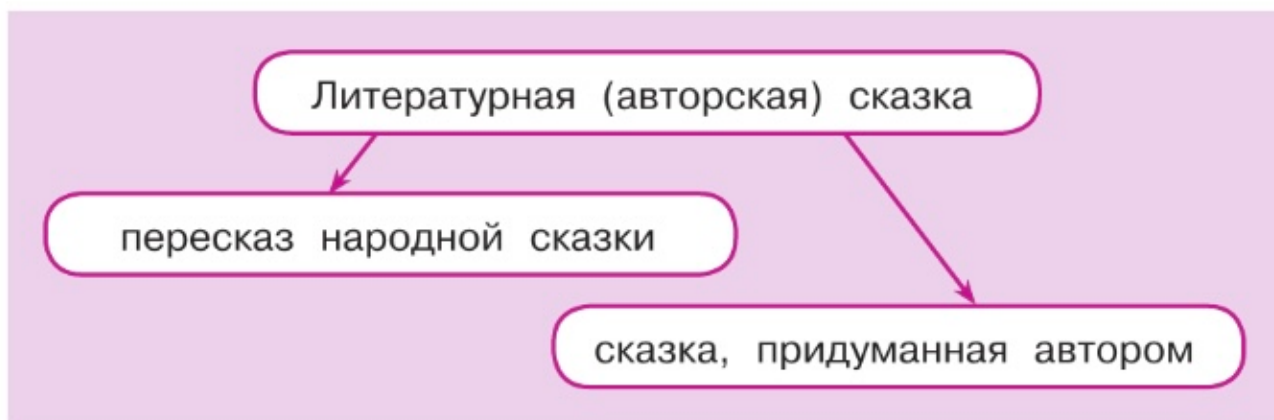 Литературная (авторская) сказка
пересказ народной сказки
сказка, придуманная автором